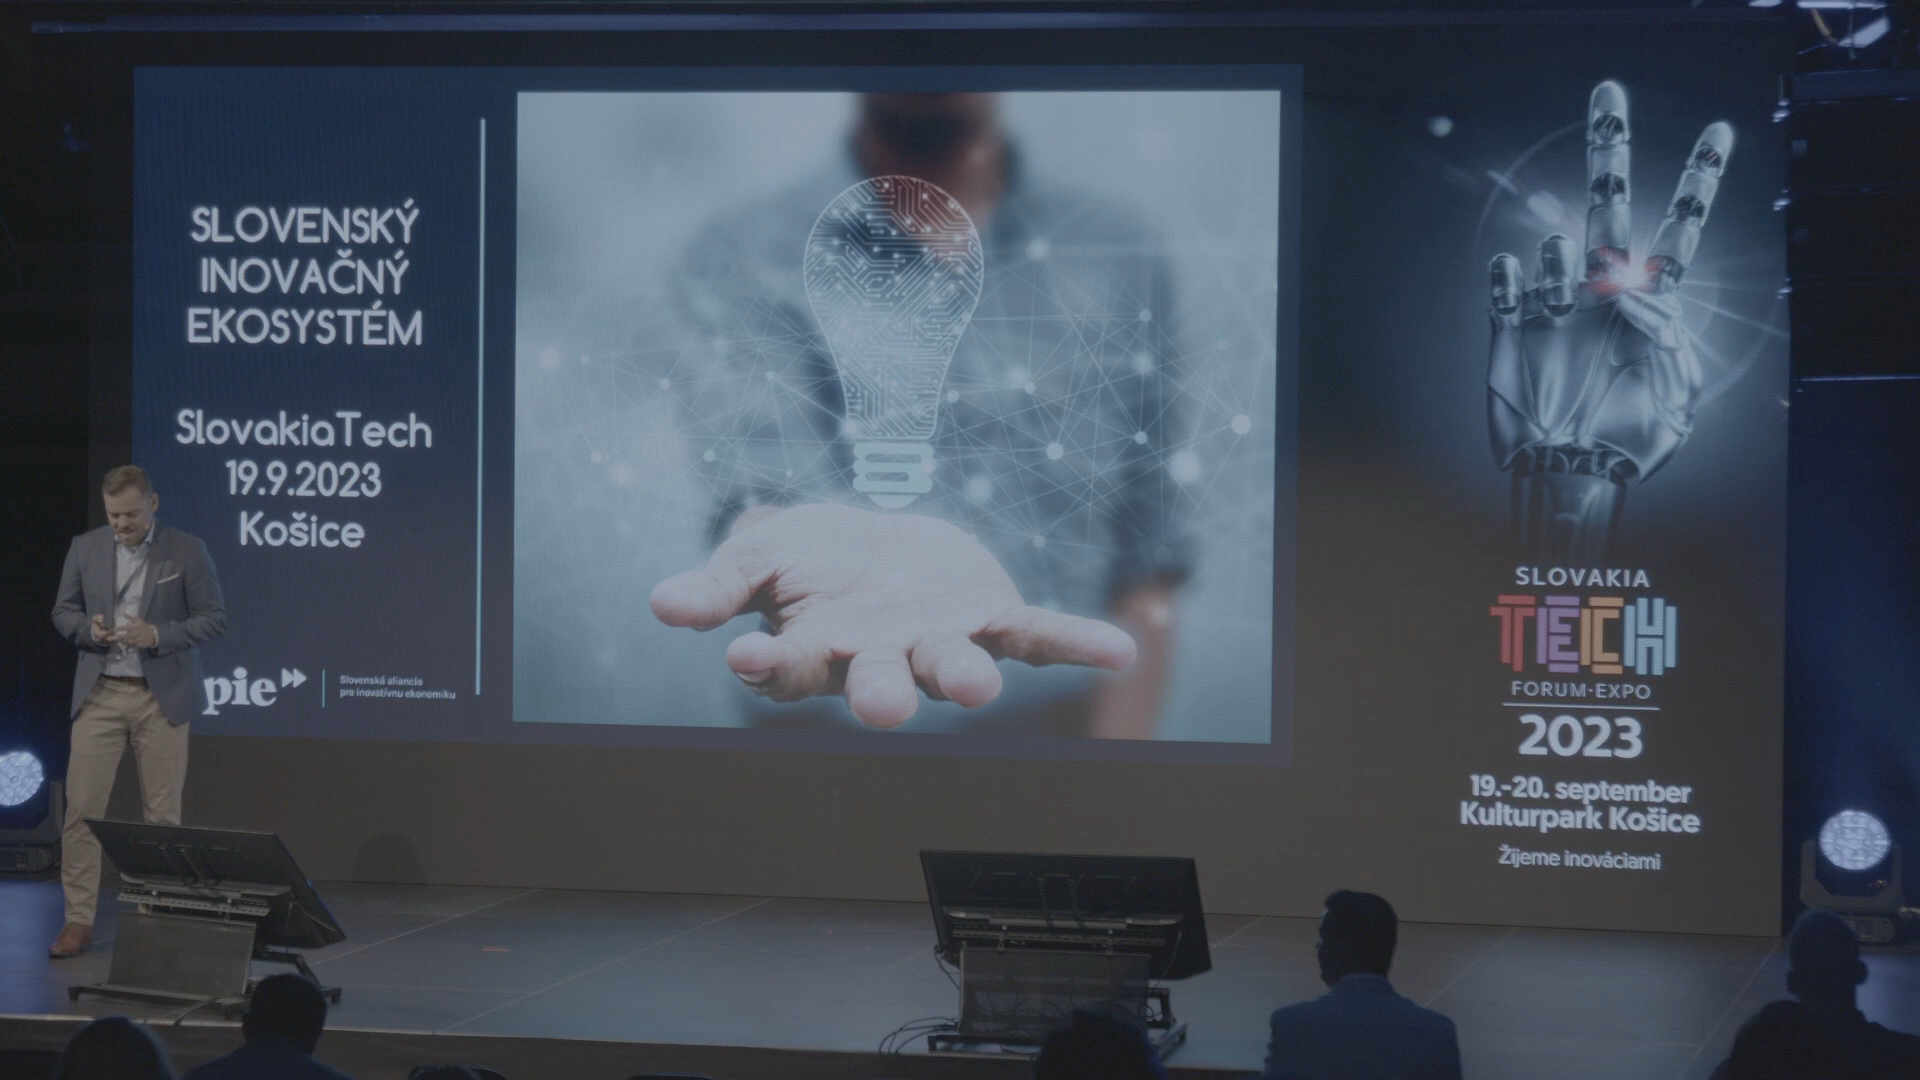 SLOVENSKÝ
INOVAČNÝ
EKOSYSTÉM
SlovakiaTech
19.9.2023
Košice
pie
Slovenská aliancia
pre inovatívnu ekonomiku
SLOVAKIA
TECH
FORUM-EXPO
2023
19.-20. september
Kulturpark Košice
Žijeme inováciami